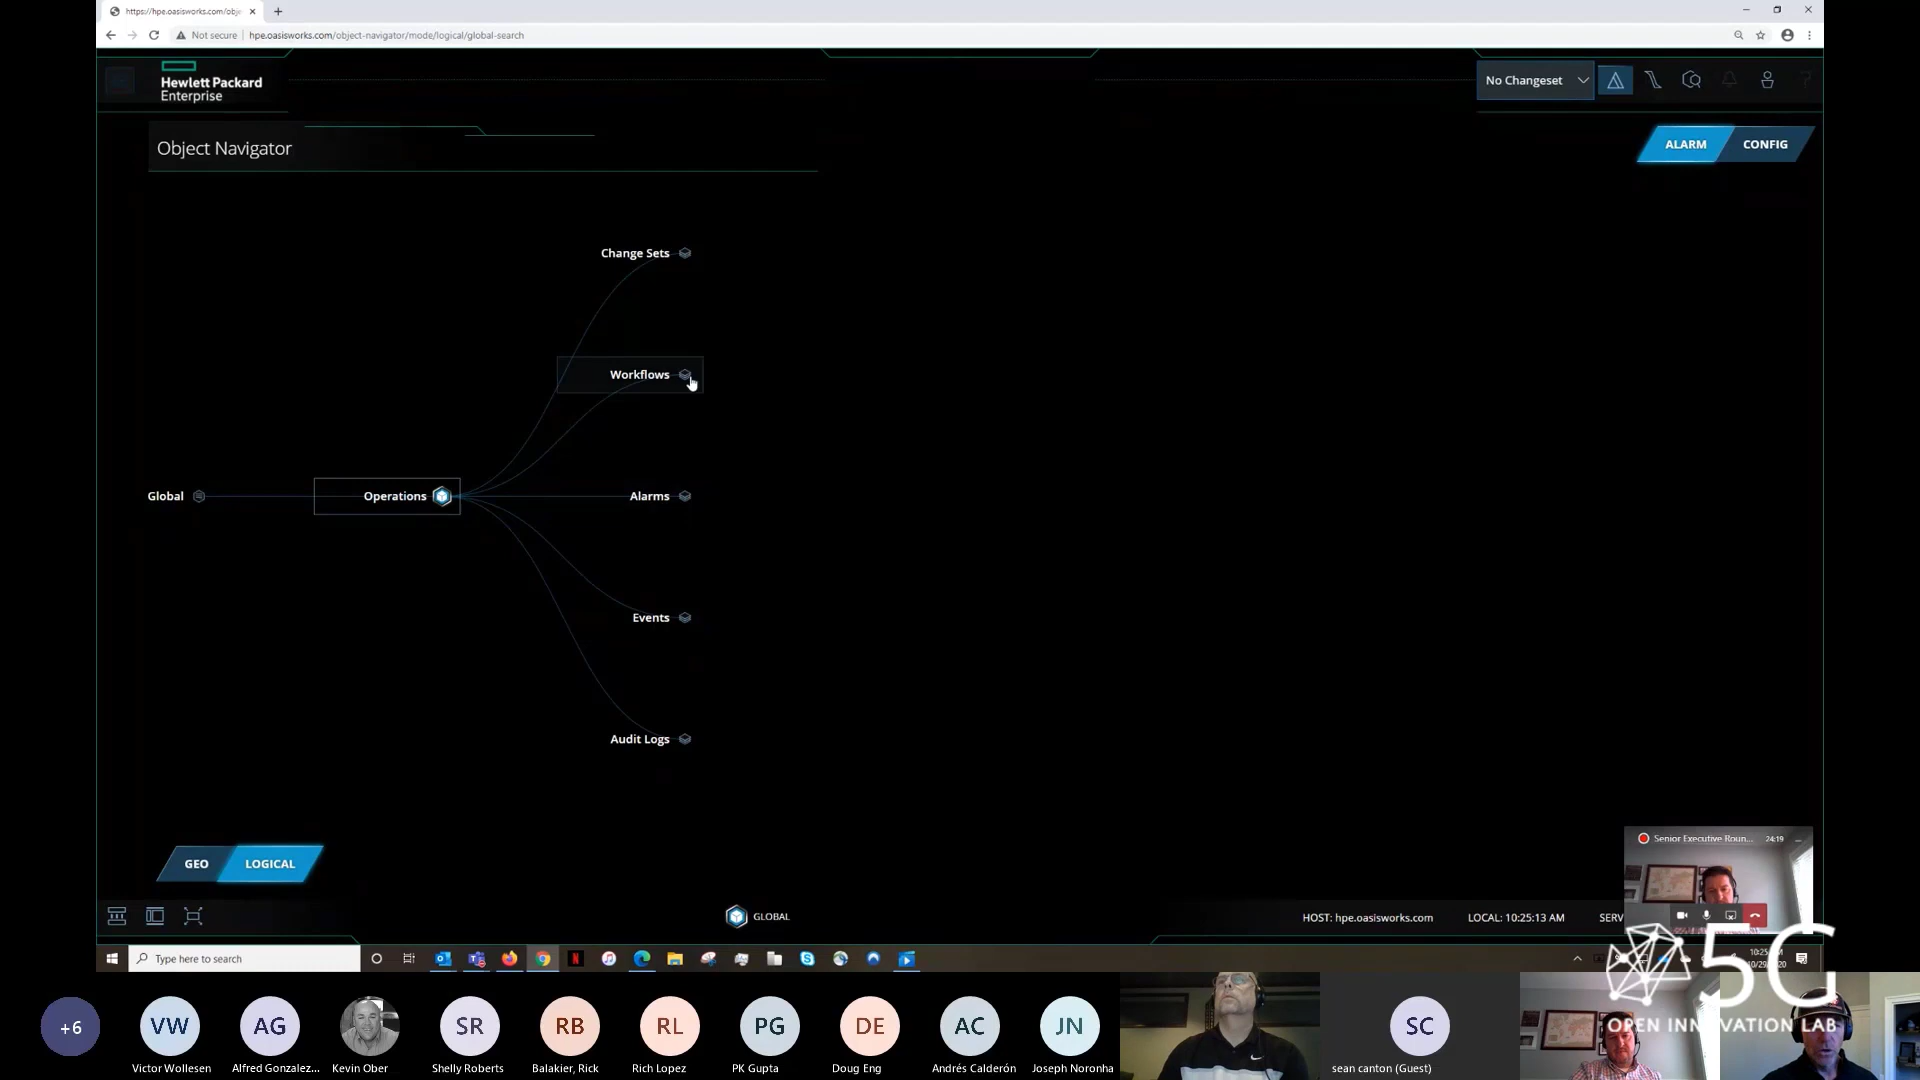 https://hpe.oasisworks.com/obje
Not secure | hpe.oasisworks.com/object-navigator/mode/logical/global-search
Hewlett Packard
Enterprise
No Changeset
Object Navigator
ALARM
CONFIG
Change Sets
Workflows
Global
Operations
Alarms
Events
Audit Logs
GEO
LOGICAL
Senior Executive Roun...
24:19
GLOBAL
HOST: hpe.oasisworks.com
LOCAL: 10:25:13 AM
SERV
Type here to search
5G
OPEN INNOVATION LAB
+6
VW
AG
SR
RB
RL
PG
DE
AC
JN
SC
Victor Wollesen
Alfred Gonzalez...
Kevin Ober
Shelly Roberts
Balakier, Rick
Rich Lopez
PK Gupta
Doug Eng
Andrés Calderón
Joseph Noronha
sean canton (Guest)